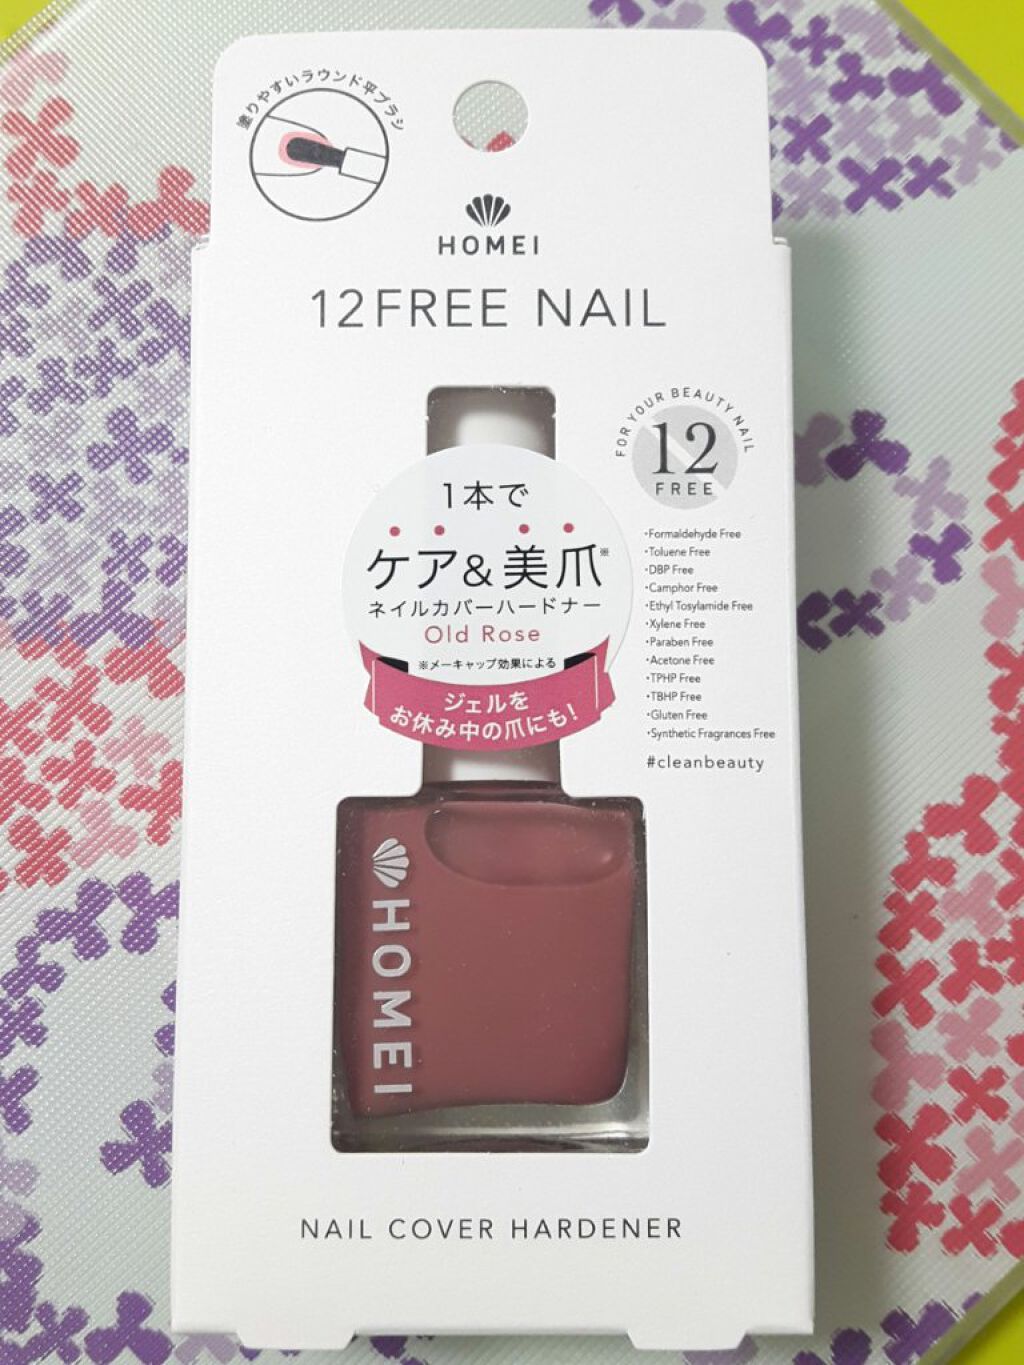 塗りやすいラウンド平ブラシ
HOMEI
12FREE NAIL
FOR YOUR BEAUTY NAIL
12
FREE
1本で
ケア&美爪※
ネイルカバーハードナー
Old Rose
※メーキャップ効果による
ジェルを
お休み中の爪にも!
・Formaldehyde Free
・Toluene Free
・DBP Free
・Camphor Free
・Ethyl Tosylamide Free
・Xylene Free
・Paraben Free
・Acetone Free
・TPHP Free
・TBHP Free
・Gluten Free
・Synthetic Fragrances Free
#cleanbeauty
HOMEI
NAIL COVER HARDENER